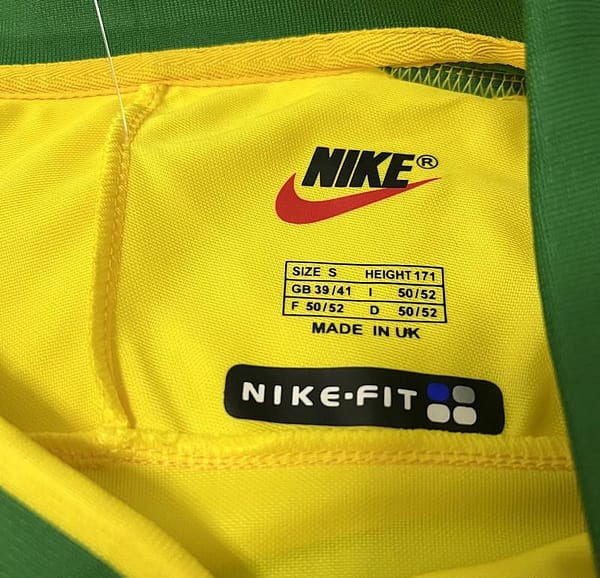 NIKE®
SIZE S HEIGHT 171
GB 39/41 I 50/52
F 50/52 D 50/52
MADE IN UK
NIKE-FIT